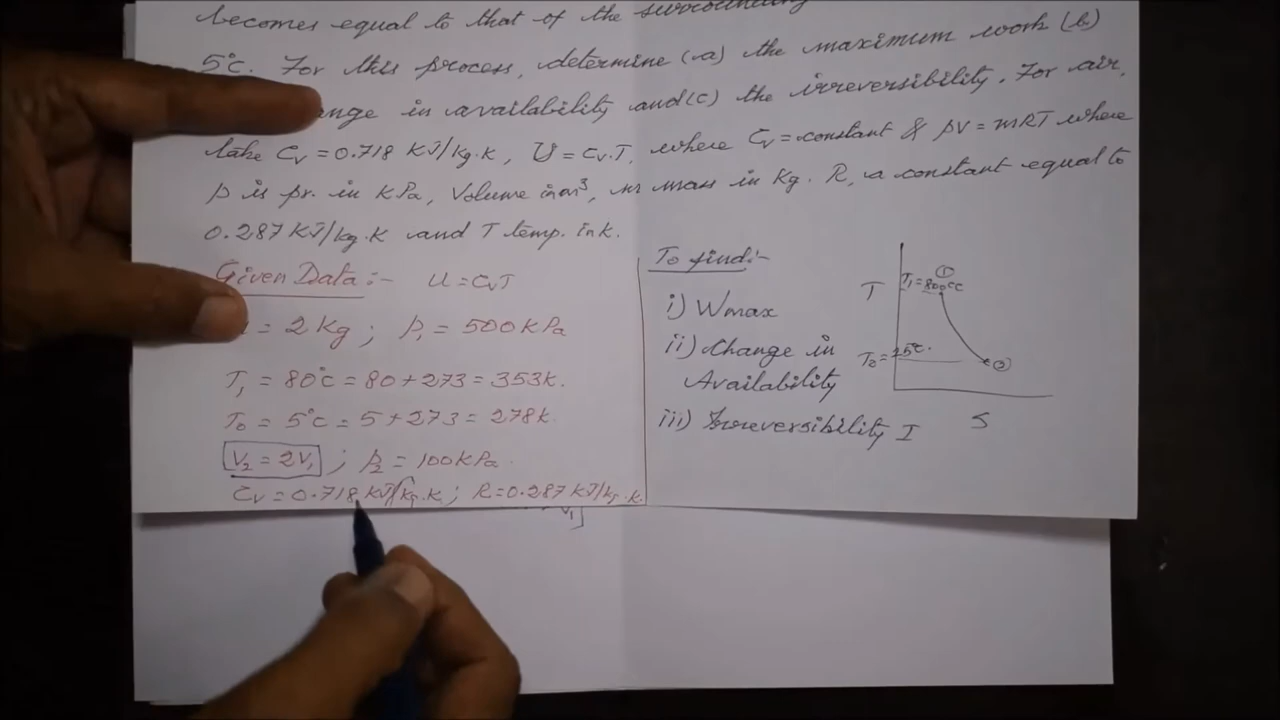 becomes equal to that of the surrounding
5°c. For this process, determine (a) the maximum work (b)
ange in availability and (c) the irreversibility. For air,
take Cv = 0.718 KJ/kg.k, U = Cv.T, where Cv = constant & pV = mRT where
p is pr. in kPa, Volume in m³, m mass in Kg. R, a constant equal to
0.287 KJ/kg.k and T temp. in k.
Given Data :- U = CvT
= 2 Kg ; p₁ = 500 kPa
T₁ = 80°c = 80 + 273 = 353k.
T₀ = 5°c = 5 + 273 = 278k.
V₂ = 2V₁ ; p₂ = 100 kPa.
Cv = 0.718 KJ/kg.k ; R = 0.287 KJ/kg.k.
V₁]
To find:-
i) Wmax
ii) Change in
Availability
iii) Irreversibility I
①
T₁ =
T
T₂ =
②
S